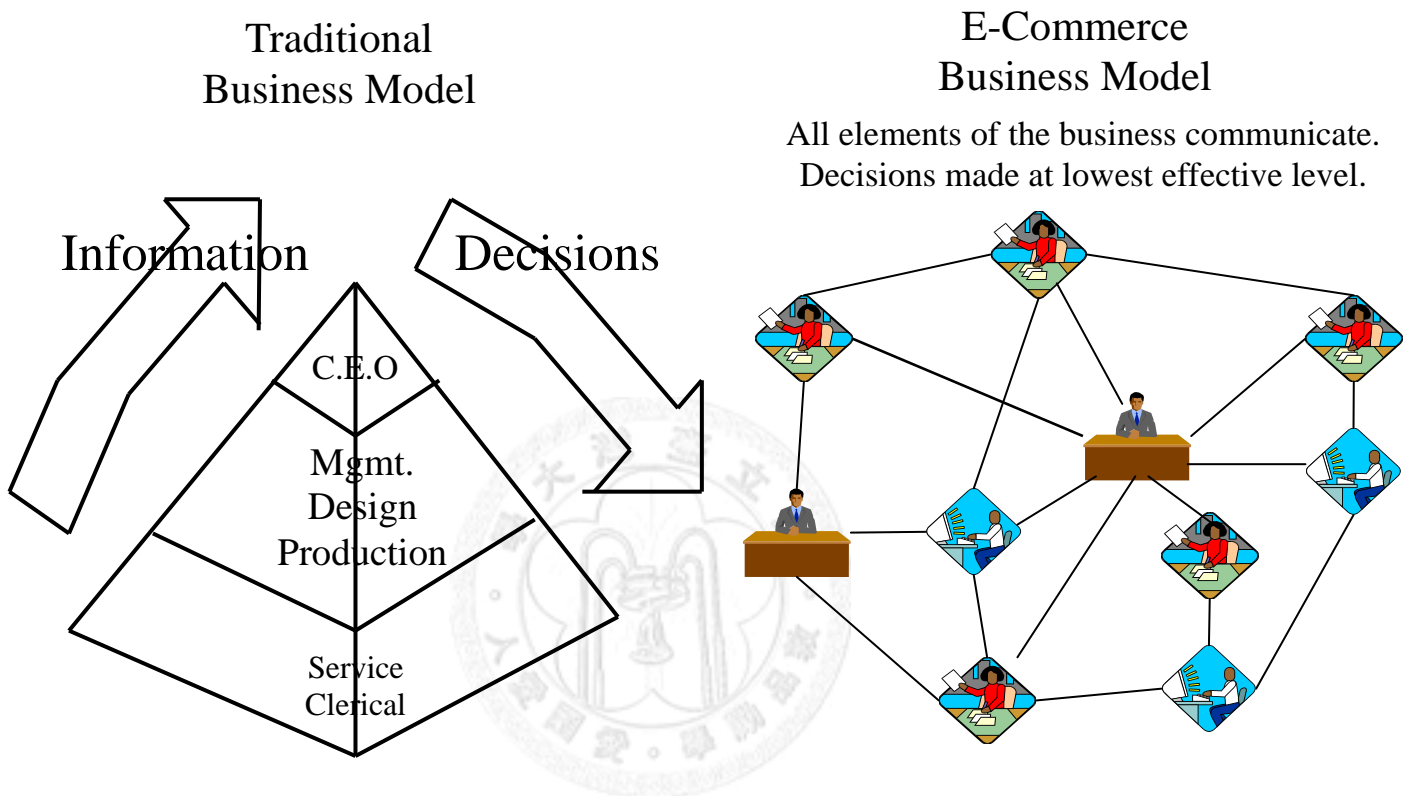 Traditional
Business Model
Information
Decisions
C.E.O
Mgmt.
Design
Production
Service
Clerical
E-Commerce
Business Model
All elements of the business communicate.
Decisions made at lowest effective level.